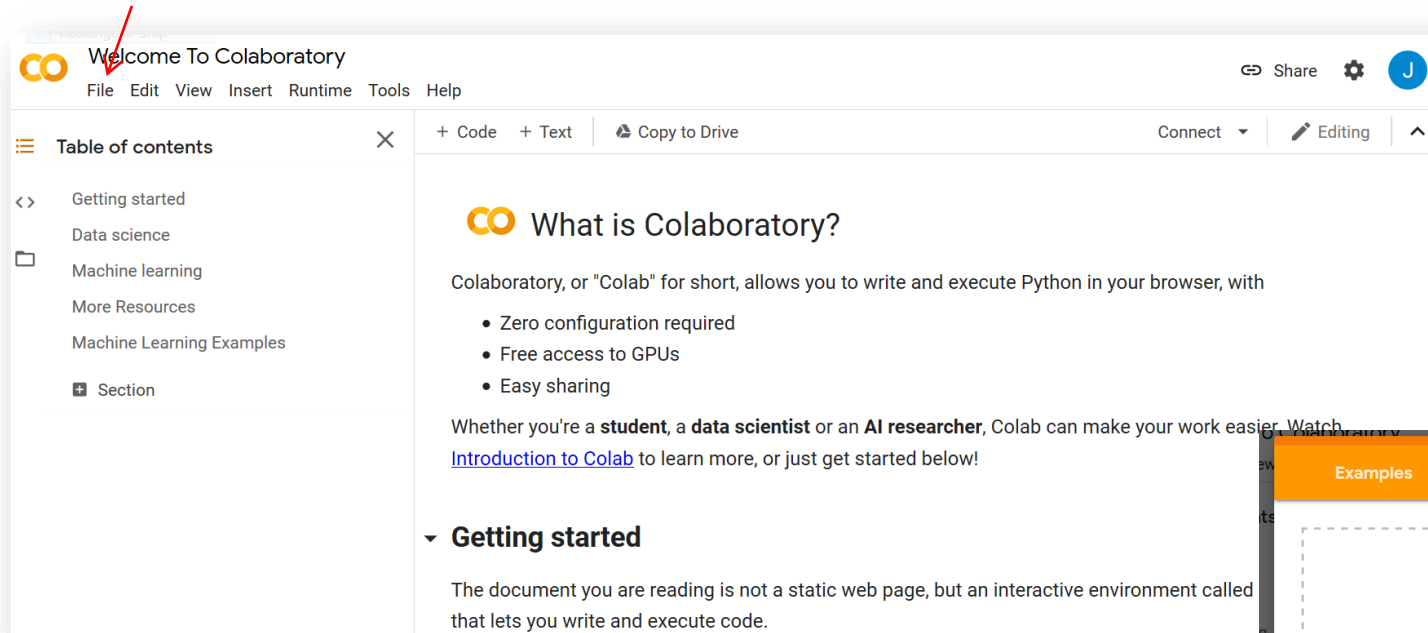 Welcome To Colaboratory
File Edit View Insert Runtime Tools Help
Share
J
Table of contents
+ Code + Text
Copy to Drive
Connect
Editing
Getting started
Data science
Machine learning
More Resources
Machine Learning Examples
Section
What is Colaboratory?
Colaboratory, or "Colab" for short, allows you to write and execute Python in your browser, with
• Zero configuration required
• Free access to GPUs
• Easy sharing
Whether you're a student, a data scientist or an AI researcher, Colab can make your work easier. Watch
Introduction to Colab to learn more, or just get started below!
Examples
Getting started
The document you are reading is not a static web page, but an interactive environment called
that lets you write and execute code.